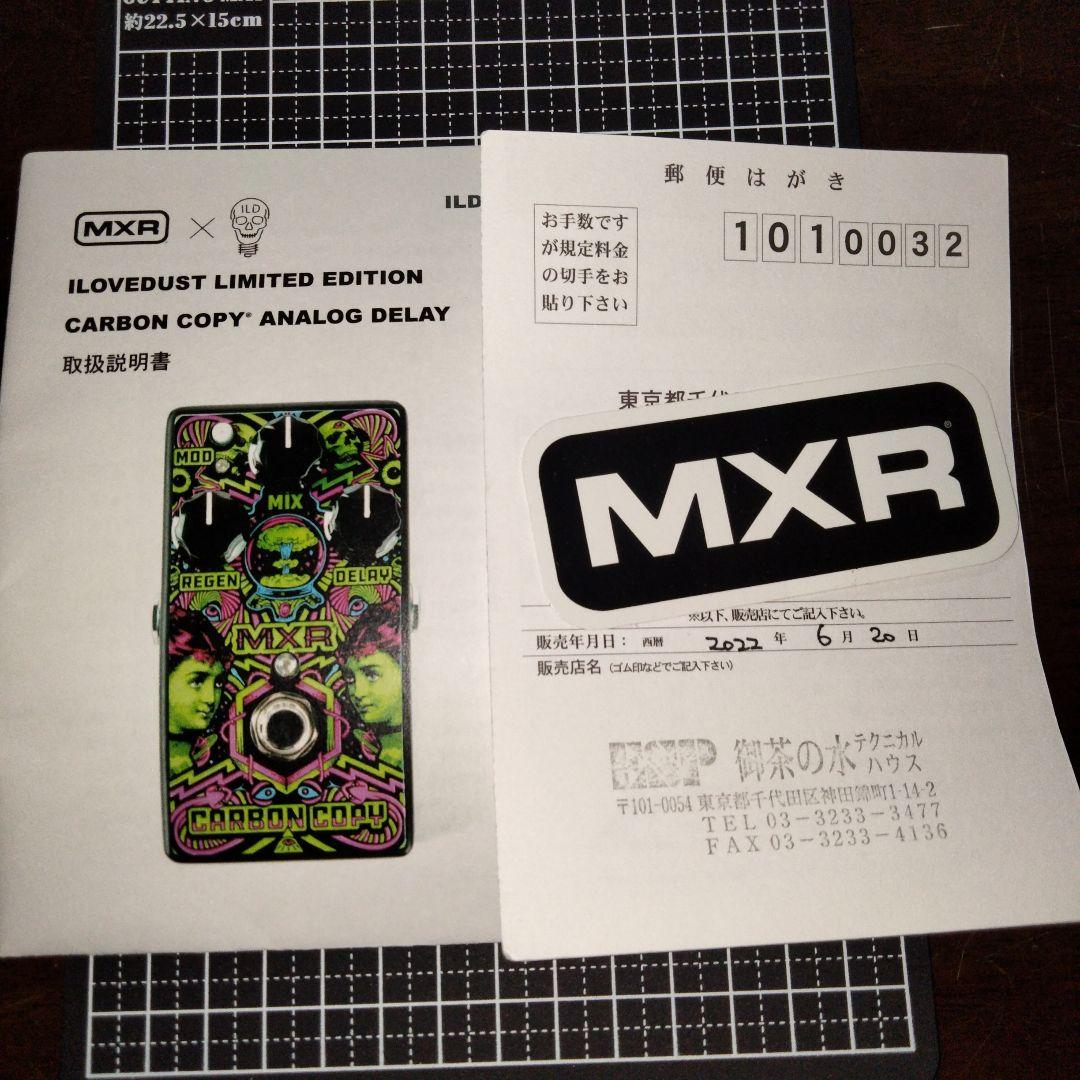 約22.5×15cm
MXR × ILD
ILD
ILOVEDUST LIMITED EDITION
CARBON COPY® ANALOG DELAY
取扱説明書
MOD
MIX
REGEN
DELAY
MXR
CARBON COPY
郵便はがき
お手数です
が規定料金
の切手をお
貼り下さい
1010032
東京都千代
MXR®
※以下、販売店にてご記入下さい。
販売年月日: 西暦 2022 年 6 月 20 日
販売店名 (ゴム印などでご記入下さい)
ESP 御茶の水テクニカルハウス
〒101-0054 東京都千代田区神田錦町1-14-2
TEL 03-3233-3477
FAX 03-3233-4136